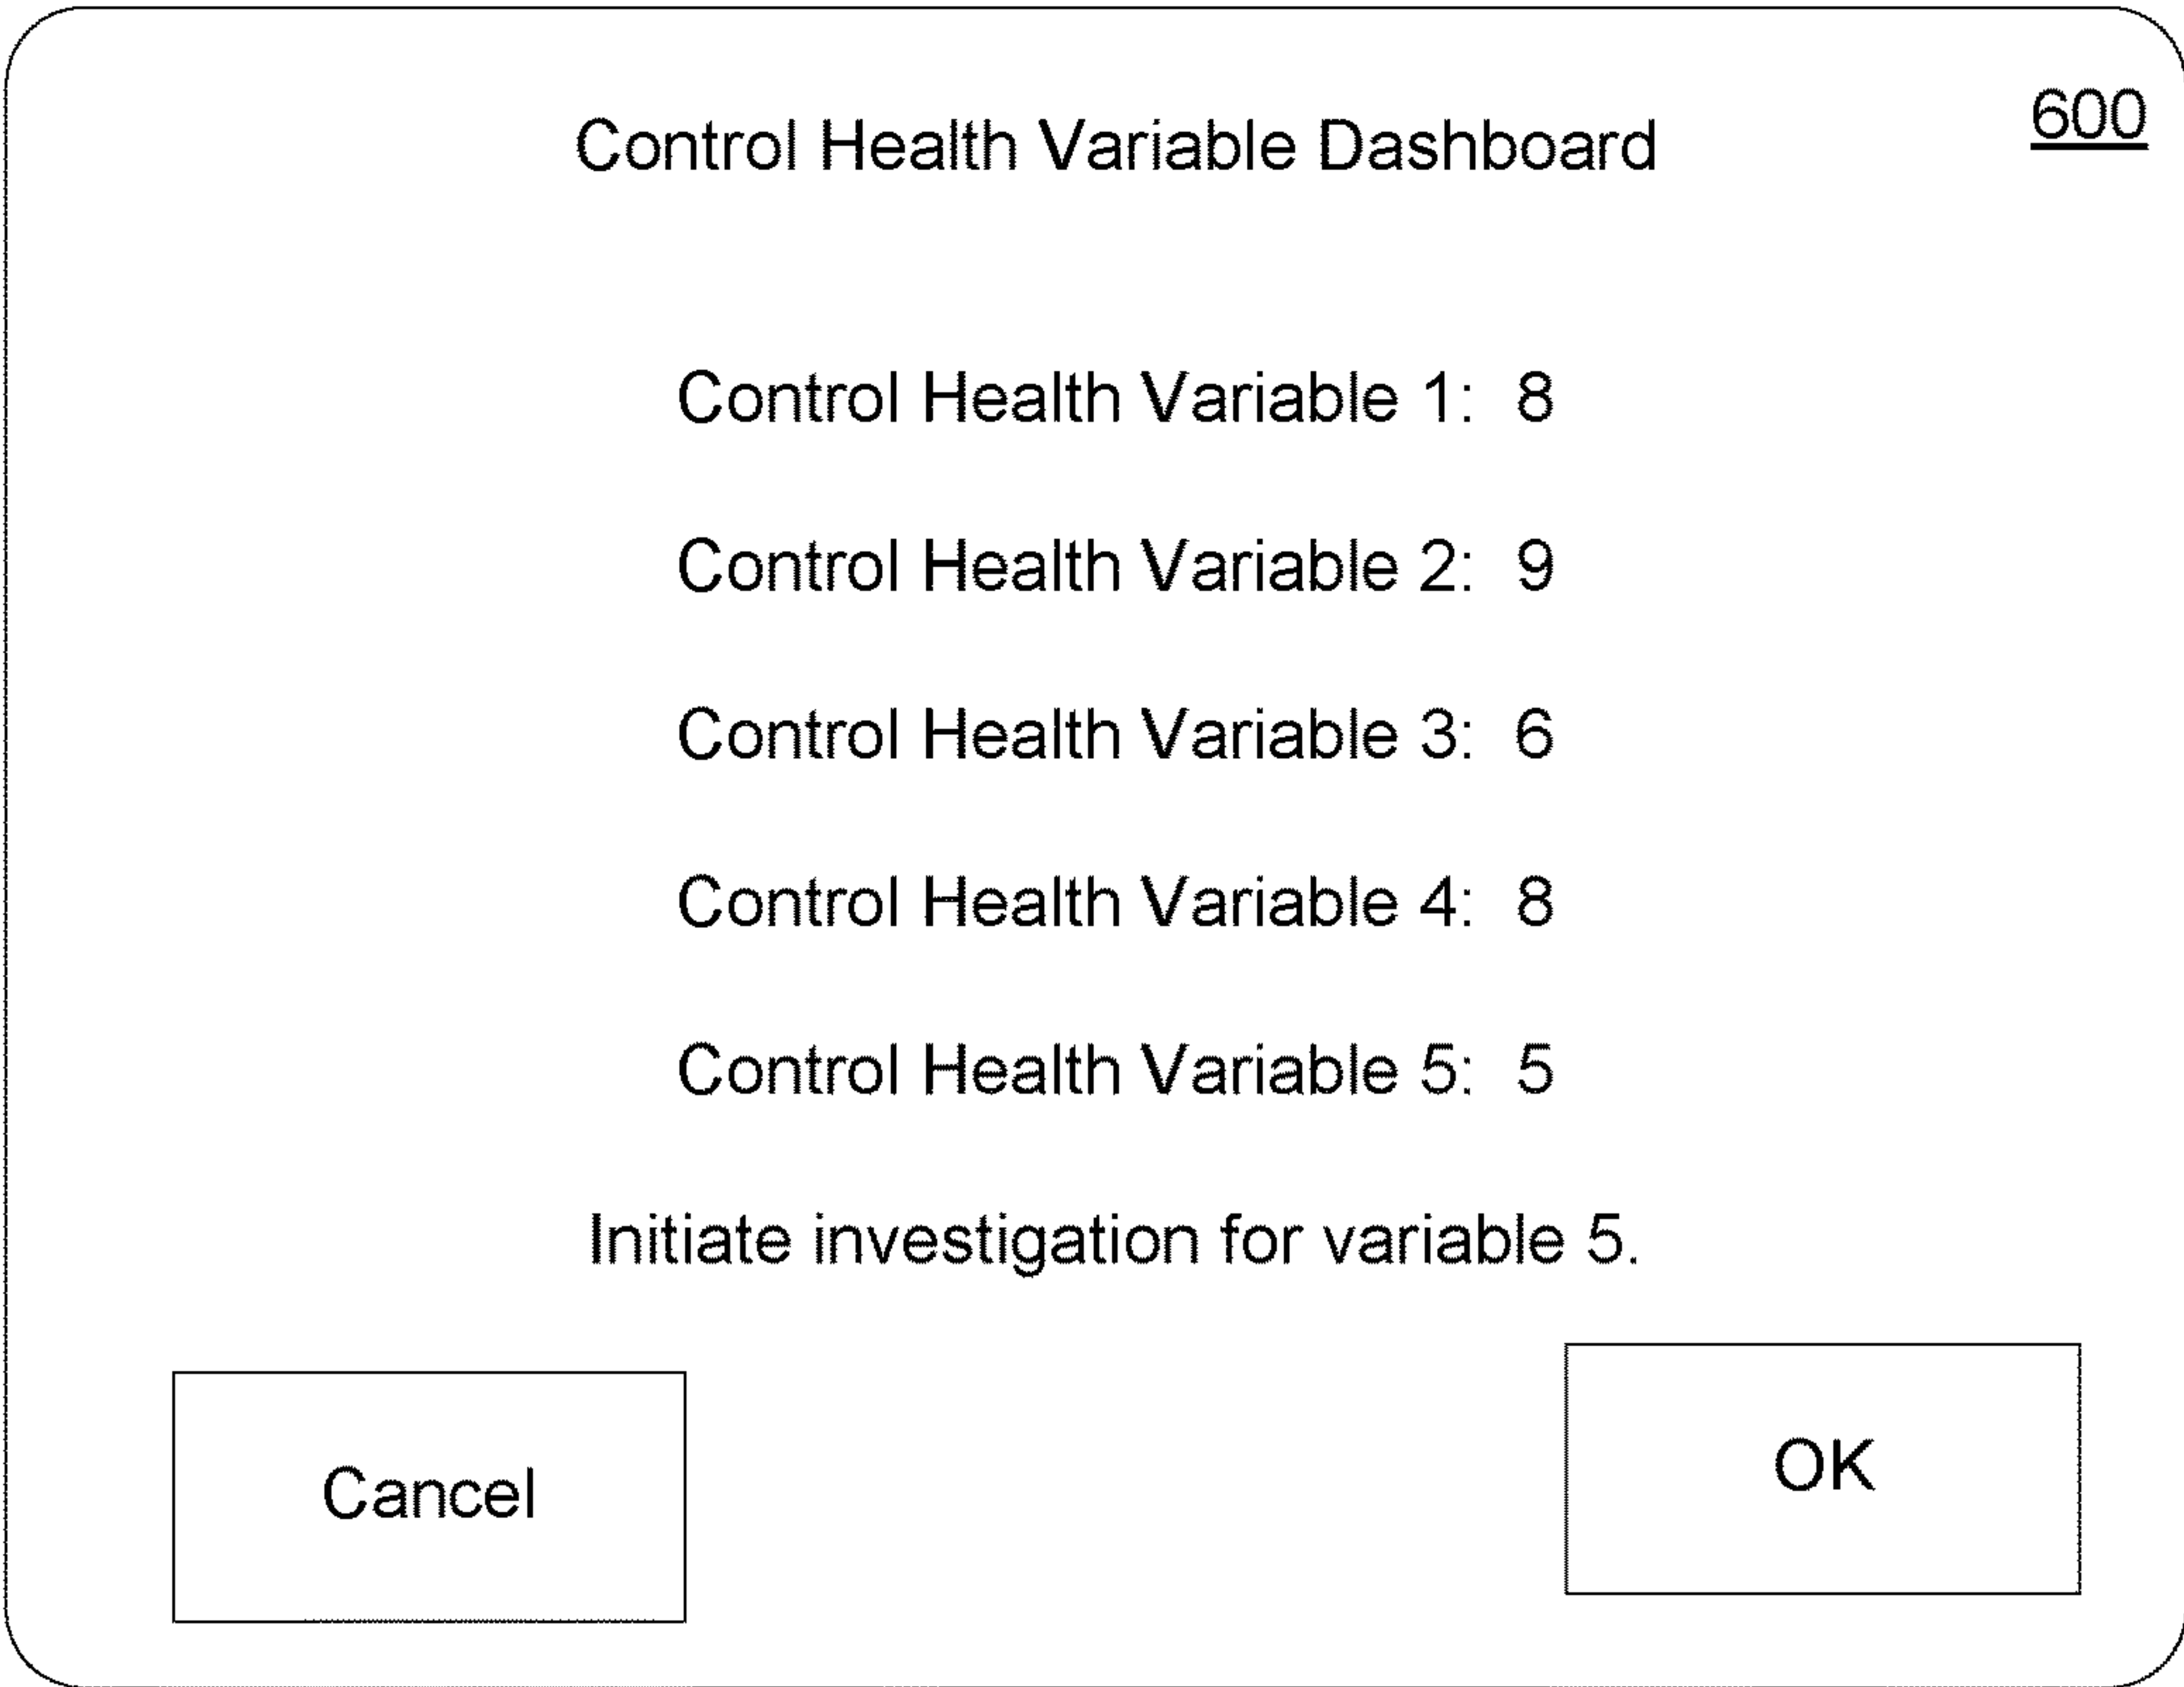 600
Control Health Variable Dashboard
Control Health Variable 1: 8
Control Health Variable 2: 9
Control Health Variable 3: 6
Control Health Variable 4: 8
Control Health Variable 5: 5
Initiate investigation for variable 5.
Cancel
OK